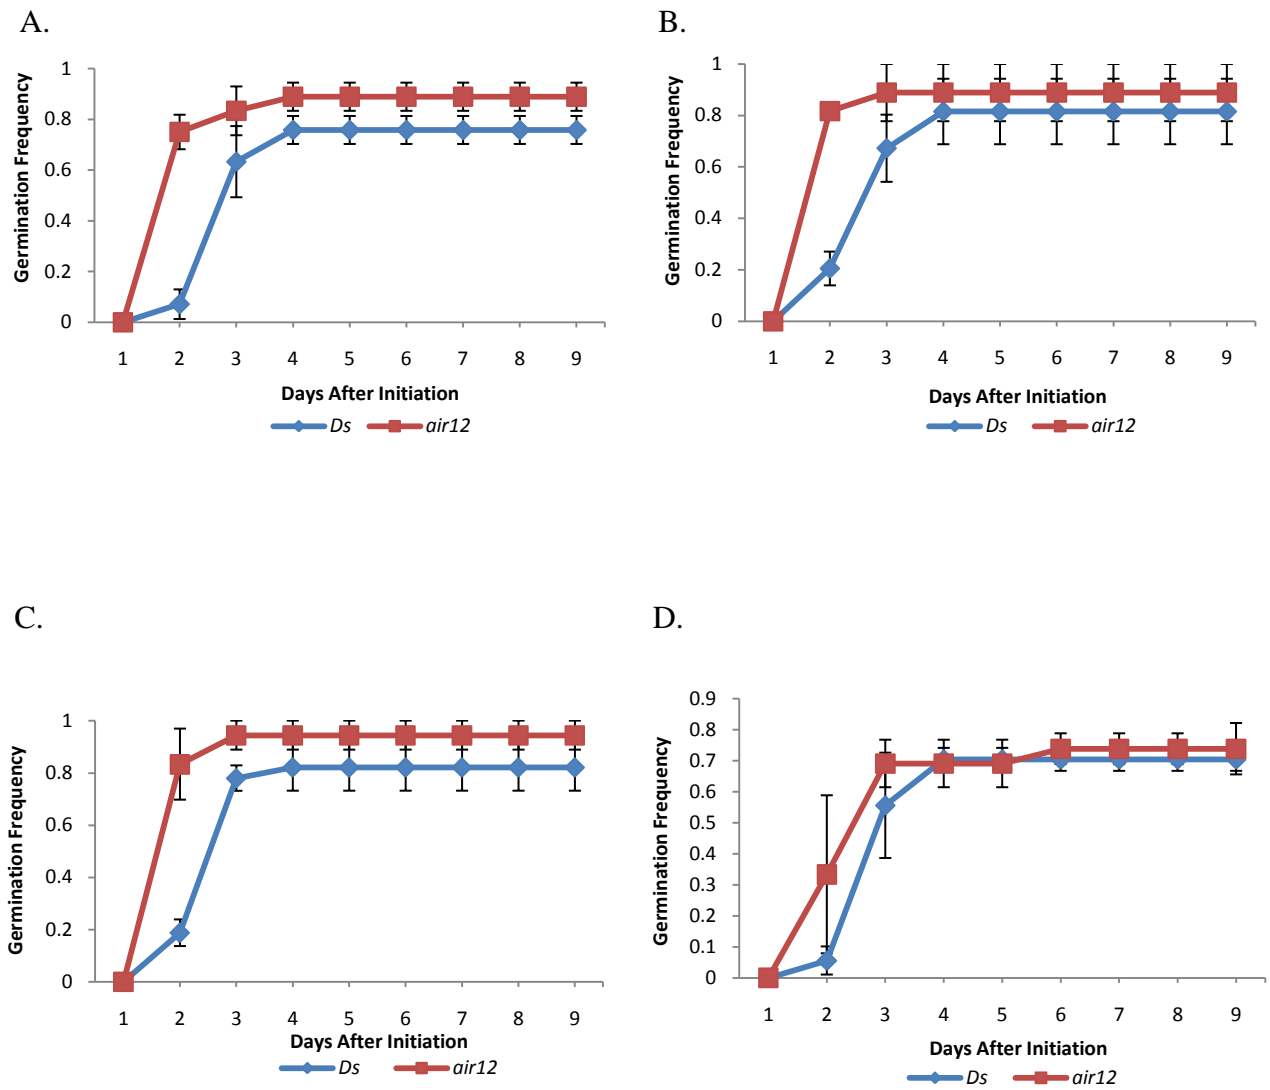 A.
Germination Frequency
1
0.8
0.6
0.4
0.2
0
1 2 3 4 5 6 7 8 9
Days After Initiation
Ds air12
B.
Germination Frequency
1
0.8
0.6
0.4
0.2
0
1 2 3 4 5 6 7 8 9
Days After Initiation
Ds air12
C.
Germination Frequency
1
0.8
0.6
0.4
0.2
0
1 2 3 4 5 6 7 8 9
Days After Initiation
Ds air12
D.
Germination Frequency
0.9
0.8
0.7
0.6
0.5
0.4
0.3
0.2
0.1
0
1 2 3 4 5 6 7 8 9
Days After Initiation
Ds air12